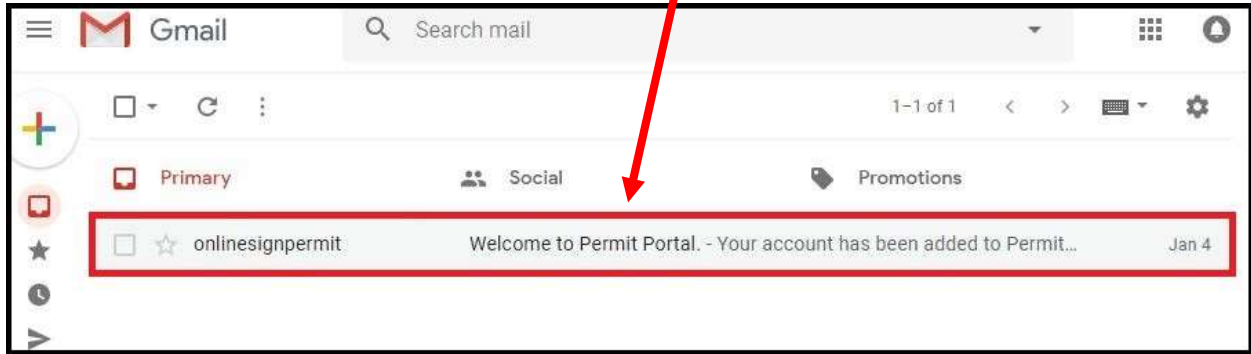 Gmail Search mail
1–1 of 1
Primary Social Promotions
onlinesignpermit Welcome to Permit Portal. - Your account has been added to Permit... Jan 4